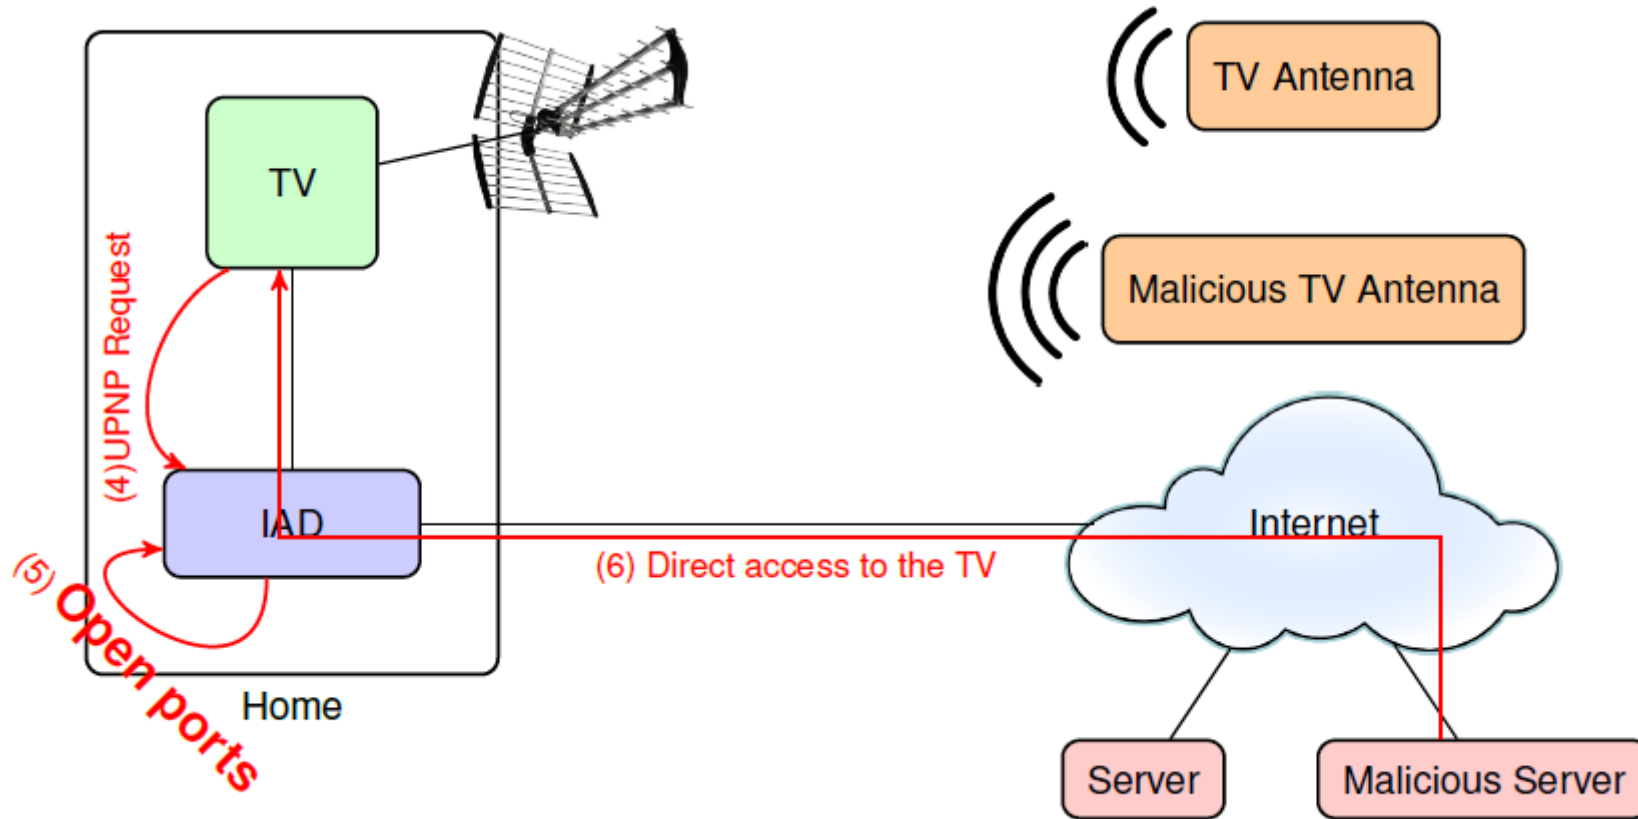 TV Antenna
TV
Malicious TV Antenna
(4)UPNP Request
IAD
Internet
(5) Open ports
(6) Direct access to the TV
Home
Server
Malicious Server